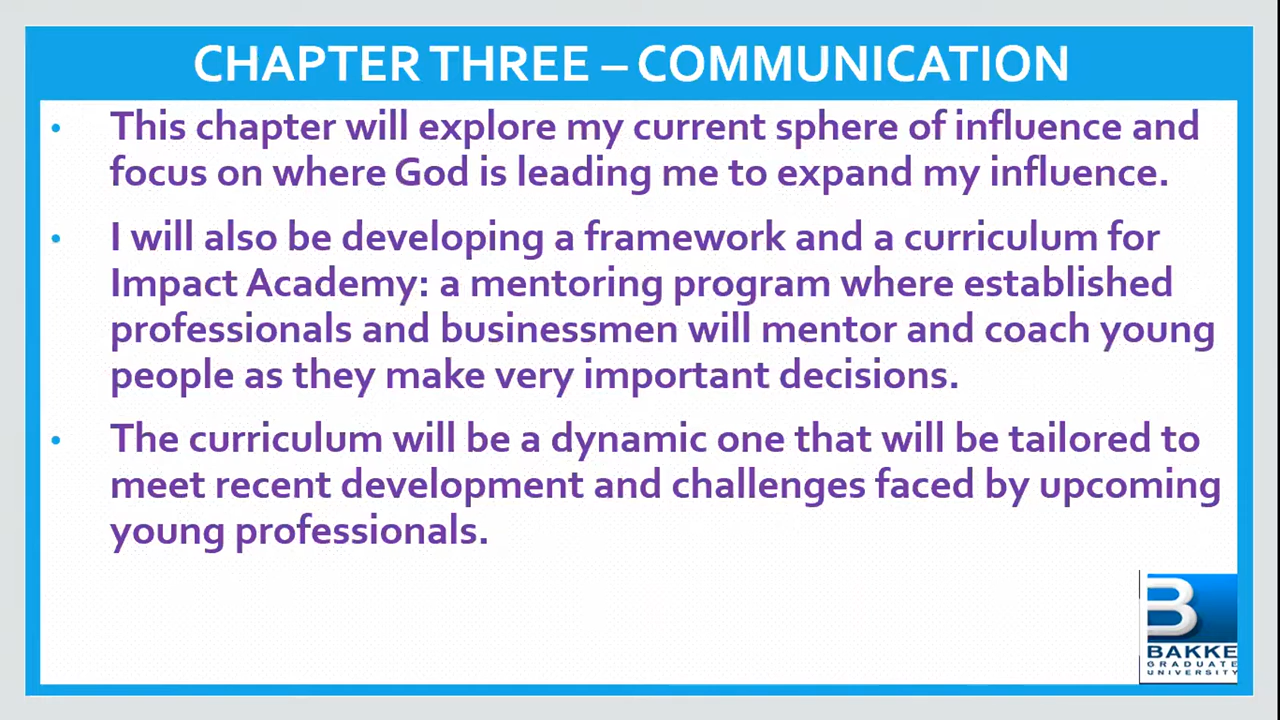 CHAPTER THREE – COMMUNICATION
• This chapter will explore my current sphere of influence and
focus on where God is leading me to expand my influence.
• I will also be developing a framework and a curriculum for
Impact Academy: a mentoring program where established
professionals and businessmen will mentor and coach young
people as they make very important decisions.
• The curriculum will be a dynamic one that will be tailored to
meet recent development and challenges faced by upcoming
young professionals.
B
BAKKE
GRADUATE
UNIVERSITY